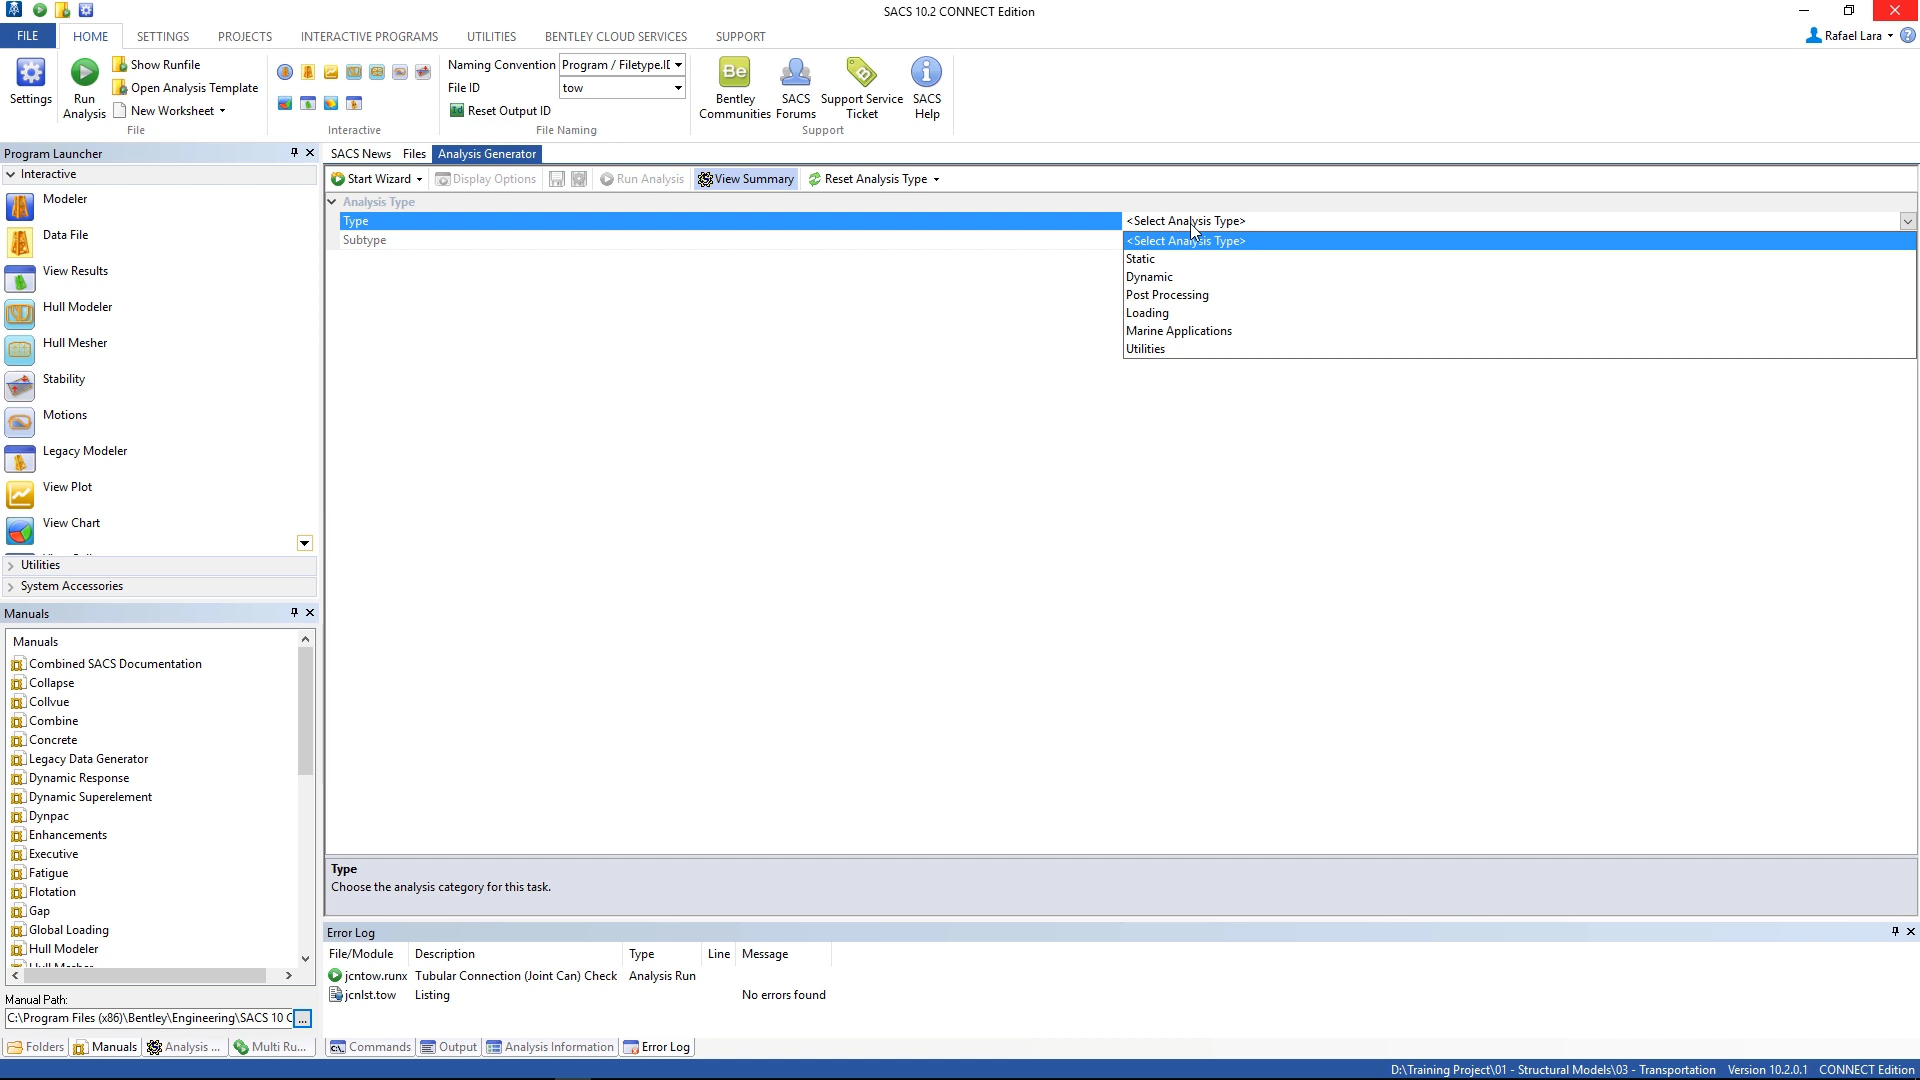 SACS 10.2 CONNECT Edition
FILE
HOME
SETTINGS
PROJECTS
INTERACTIVE PROGRAMS
UTILITIES
BENTLEY CLOUD SERVICES
SUPPORT
Rafael Lara
Settings
Run Analysis
Show Runfile
Open Analysis Template
New Worksheet
File
Interactive
Naming Convention
Program / Filetype.IC
File ID
tow
Id Reset Output ID
File Naming
Be
Bentley Communities
SACS Forums
Support Service Ticket
SACS Help
Support
Program Launcher
Interactive
Modeler
Data File
View Results
Hull Modeler
Hull Mesher
Stability
Motions
Legacy Modeler
View Plot
View Chart
Utilities
System Accessories
SACS News
Files
Analysis Generator
Start Wizard
Display Options
Run Analysis
View Summary
Reset Analysis Type
Analysis Type
Type
<Select Analysis Type>
Subtype
<Select Analysis Type>
Static
Dynamic
Post Processing
Loading
Marine Applications
Utilities
Manuals
Manuals
Combined SACS Documentation
Collapse
Collvue
Combine
Concrete
Legacy Data Generator
Dynamic Response
Dynamic Superelement
Dynpac
Enhancements
Executive
Fatigue
Flotation
Gap
Global Loading
Hull Modeler
Manual Path:
C:\Program Files (x86)\Bentley\Engineering\SACS 10 C
...
Folders
Manuals
Analysis ...
Multi Ru...
Type
Choose the analysis category for this task.
Error Log
File/Module
Description
Type
Line
Message
jcntow.runx
Tubular Connection (Joint Can) Check
Analysis Run
jcnlst.tow
Listing
No errors found
Commands
Output
Analysis Information
Error Log
D:\Training Project\01 - Structural Models\03 - Transportation
Version 10.2.0.1
CONNECT Edition